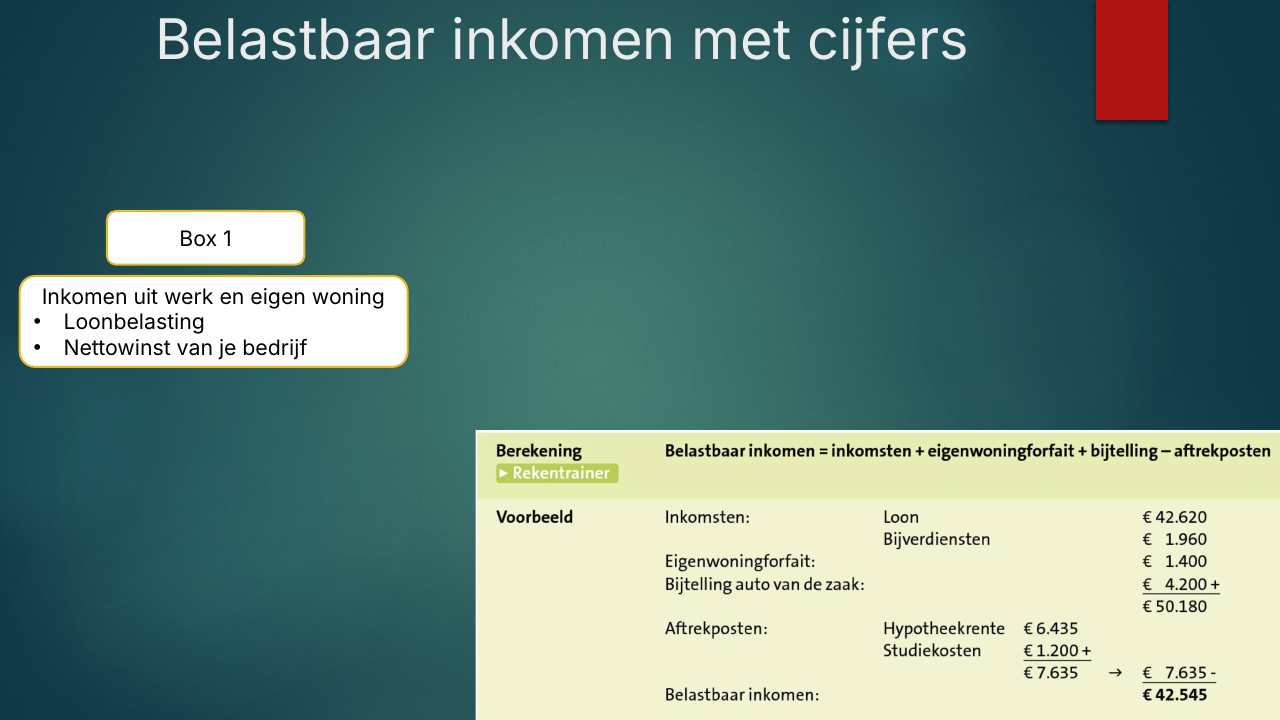 Belastbaar inkomen met cijfers
Box 1
Inkomen uit werk en eigen woning
• Loonbelasting
• Nettowinst van je bedrijf
Berekening Belastbaar inkomen = inkomsten + eigenwoningforfait + bijtelling – aftrekposten
▸ Rekentrainer
Voorbeeld Inkomsten: Loon € 42.620
Bijverdiensten € 1.960
Eigenwoningforfait: € 1.400
Bijtelling auto van de zaak: € 4.200 +
€ 50.180
Aftrekposten: Hypotheekrente € 6.435
Studiekosten € 1.200 +
€ 7.635 → € 7.635 -
Belastbaar inkomen: € 42.545